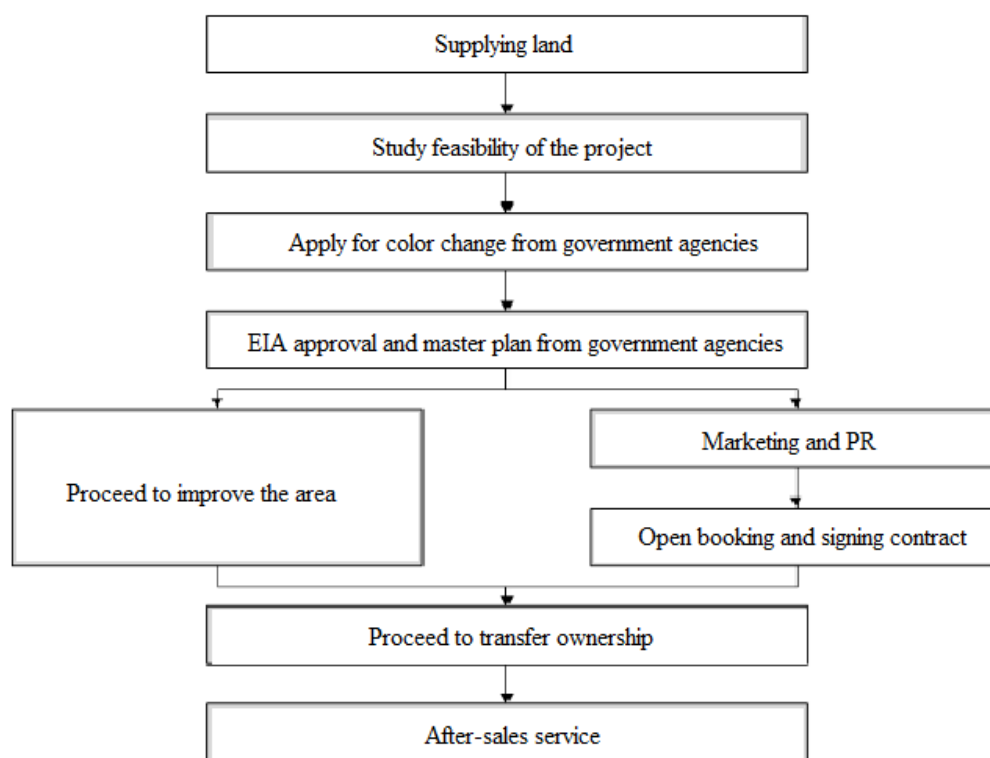 Supplying land
Study feasibility of the project
Apply for color change from government agencies
EIA approval and master plan from government agencies
Proceed to improve the area
Marketing and PR
Open booking and signing contract
Proceed to transfer ownership
After-sales service